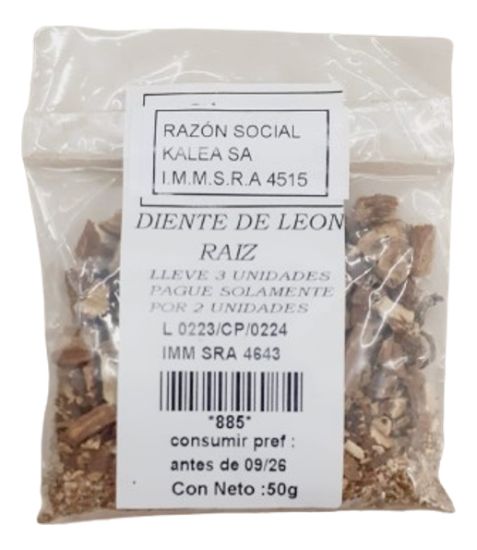 RAZÓN SOCIAL
KALEA SA
I.M.M.S.R.A 4515
DIENTE DE LEON
RAIZ
LLEVE 3 UNIDADES
PAGUE SOLAMENTE
POR 2 UNIDADES
L 0223/CP/0224
IMM SRA 4643
*885*
consumir pref :
antes de 09/26
Con Neto :50g